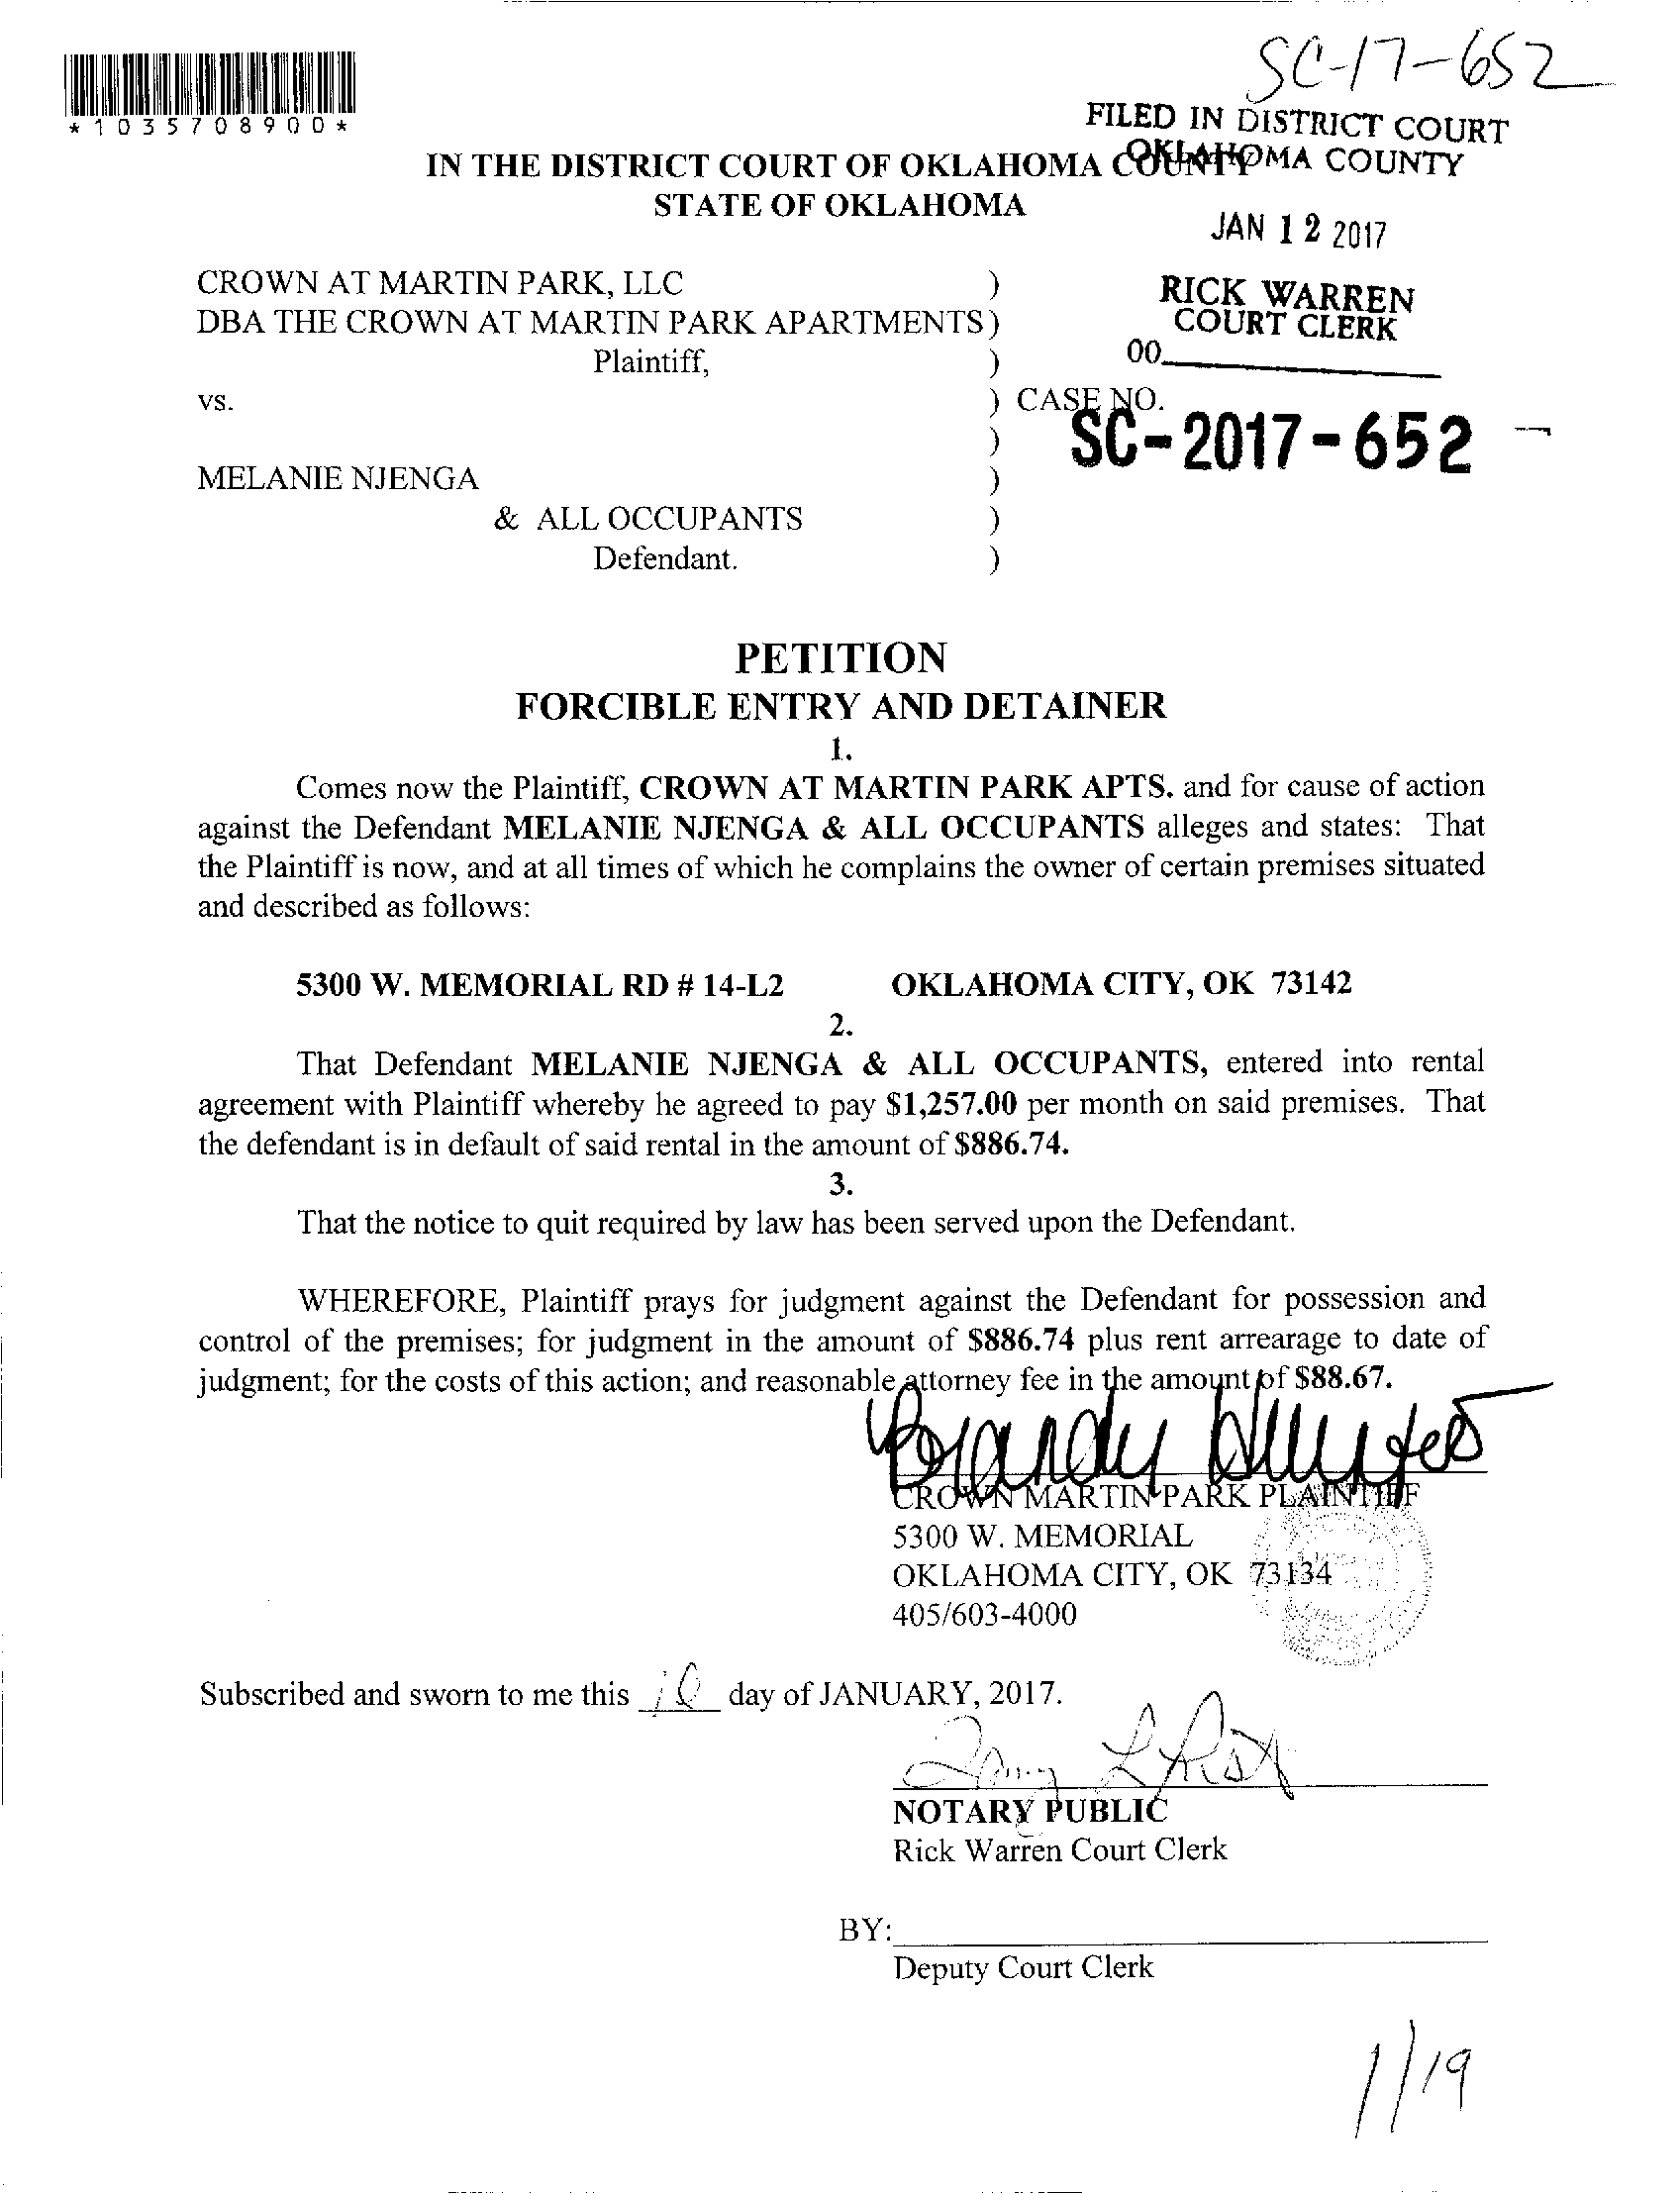 SC-17-652
*1035708900*
FILED IN DISTRICT COURT
OKLAHOMA COUNTY
IN THE DISTRICT COURT OF OKLAHOMA COUNTY
STATE OF OKLAHOMA
JAN 12 2017
CROWN AT MARTIN PARK, LLC )
RICK WARREN
DBA THE CROWN AT MARTIN PARK APARTMENTS)
COURT CLERK
Plaintiff, )
00
vs. ) CASE NO.
) SC-2017-652
MELANIE NJENGA )
& ALL OCCUPANTS )
Defendant. )
PETITION
FORCIBLE ENTRY AND DETAINER
1.
Comes now the Plaintiff, CROWN AT MARTIN PARK APTS. and for cause of action
against the Defendant MELANIE NJENGA & ALL OCCUPANTS alleges and states: That
the Plaintiff is now, and at all times of which he complains the owner of certain premises situated
and described as follows:
5300 W. MEMORIAL RD # 14-L2 OKLAHOMA CITY, OK 73142
2.
That Defendant MELANIE NJENGA & ALL OCCUPANTS, entered into rental
agreement with Plaintiff whereby he agreed to pay $1,257.00 per month on said premises. That
the defendant is in default of said rental in the amount of $886.74.
3.
That the notice to quit required by law has been served upon the Defendant.
WHEREFORE, Plaintiff prays for judgment against the Defendant for possession and
control of the premises; for judgment in the amount of $886.74 plus rent arrearage to date of
judgment; for the costs of this action; and reasonable attorney fee in the amount of $88.67.
Brandy
CROWN MARTIN PARK PLAINTIFF
5300 W. MEMORIAL
OKLAHOMA CITY, OK 73134
405/603-4000
Subscribed and sworn to me this 10 day of JANUARY, 2017.
NOTARY PUBLIC
Rick Warren Court Clerk
BY:
Deputy Court Clerk
1/19